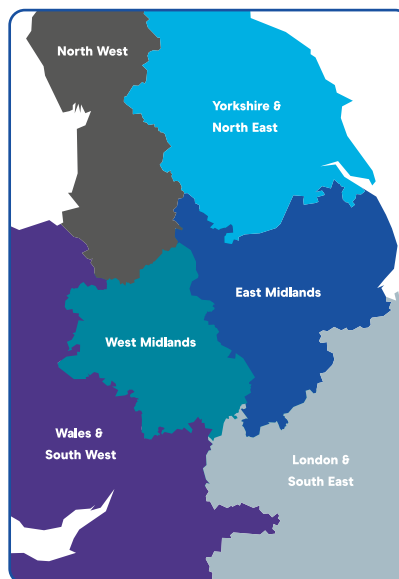 North West
Yorkshire &
North East
East Midlands
West Midlands
Wales &
South West
London &
South East